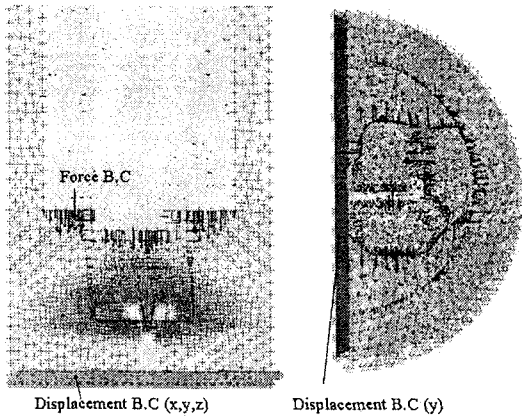 Force B,C
Displacement B.C (x,y,z)
Displacement B.C (y)